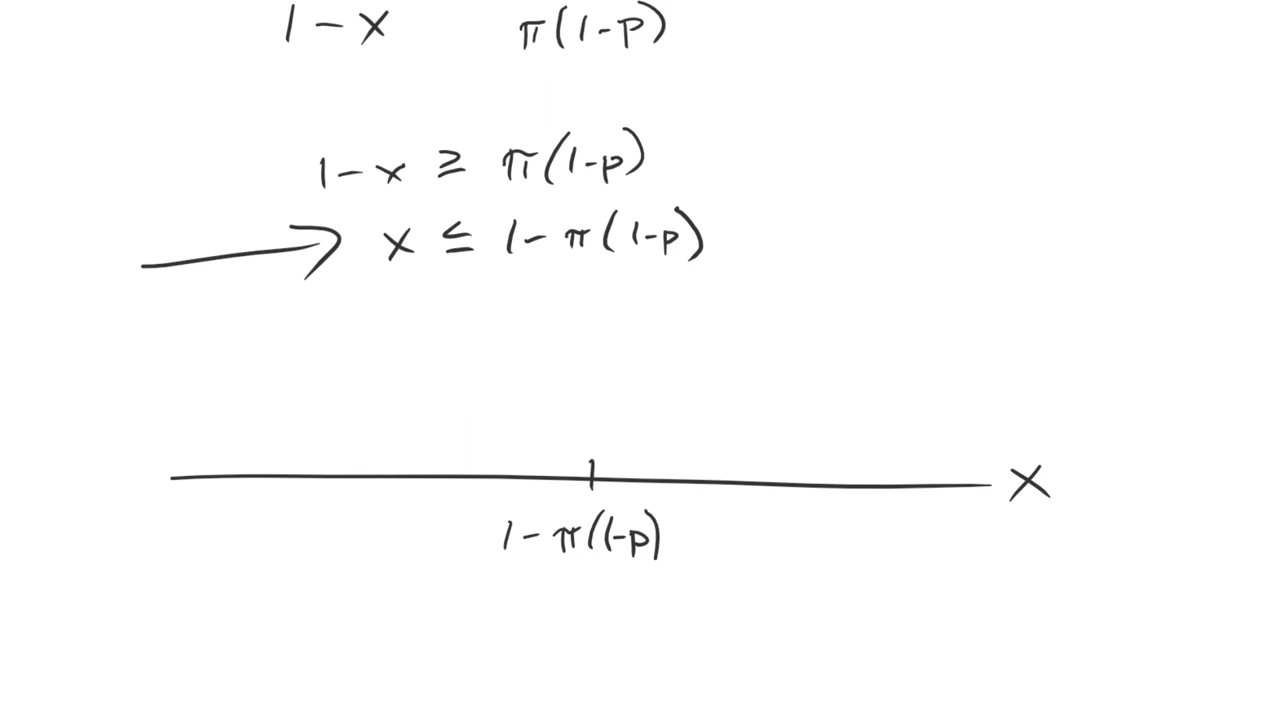 1 - x π(1-p)
1 - x ≥ π(1-p)
x ≤ 1 - π(1-p)
x
1 - π(1-p)